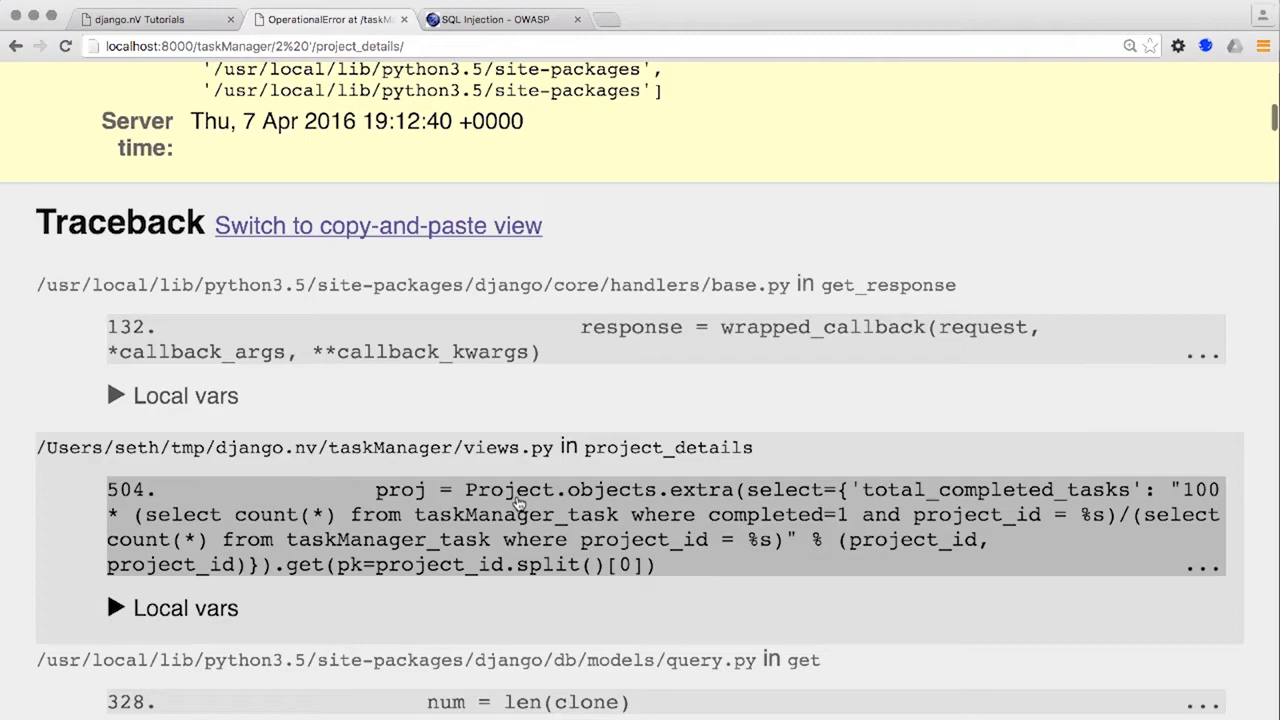 django.nV Tutorials
OperationalError at /taskM
SQL Injection - OWASP
localhost:8000/taskManager/2%20'/project_details/
'/usr/local/lib/python3.5/site-packages',
'/usr/local/lib/python3.5/site-packages']
Server time:
Thu, 7 Apr 2016 19:12:40 +0000
Traceback Switch to copy-and-paste view
/usr/local/lib/python3.5/site-packages/django/core/handlers/base.py in get_response
132. response = wrapped_callback(request,
*callback_args, **callback_kwargs) ...
▶ Local vars
/Users/seth/tmp/django.nv/taskManager/views.py in project_details
504. proj = Project.objects.extra(select={'total_completed_tasks': "100
* (select count(*) from taskManager_task where completed=1 and project_id = %s)/(select
count(*) from taskManager_task where project_id = %s)" % (project_id,
project_id)}).get(pk=project_id.split()[0]) ...
▶ Local vars
/usr/local/lib/python3.5/site-packages/django/db/models/query.py in get
328. num = len(clone) ...